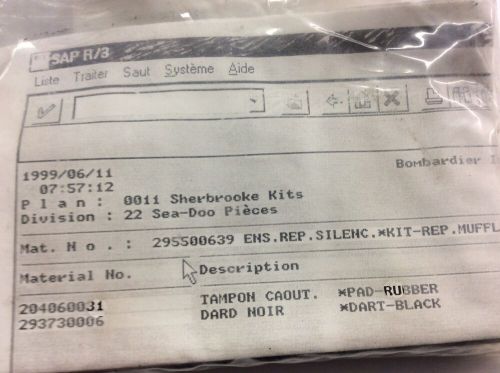 SAP R/3
Liste Traiter Saut Système Aide
1999/06/11 Bombardier
07:57:12
Plan: 0011 Sherbrooke Kits
Division: 22 Sea-Doo Pièces
Mat. No.: 295500639 ENS.REP.SILENC.*KIT-REP.MUFFL
Material No. Description
204060031 TAMPON CAOUT. *PAD-RUBBER
293730006 DARD NOIR *DART-BLACK